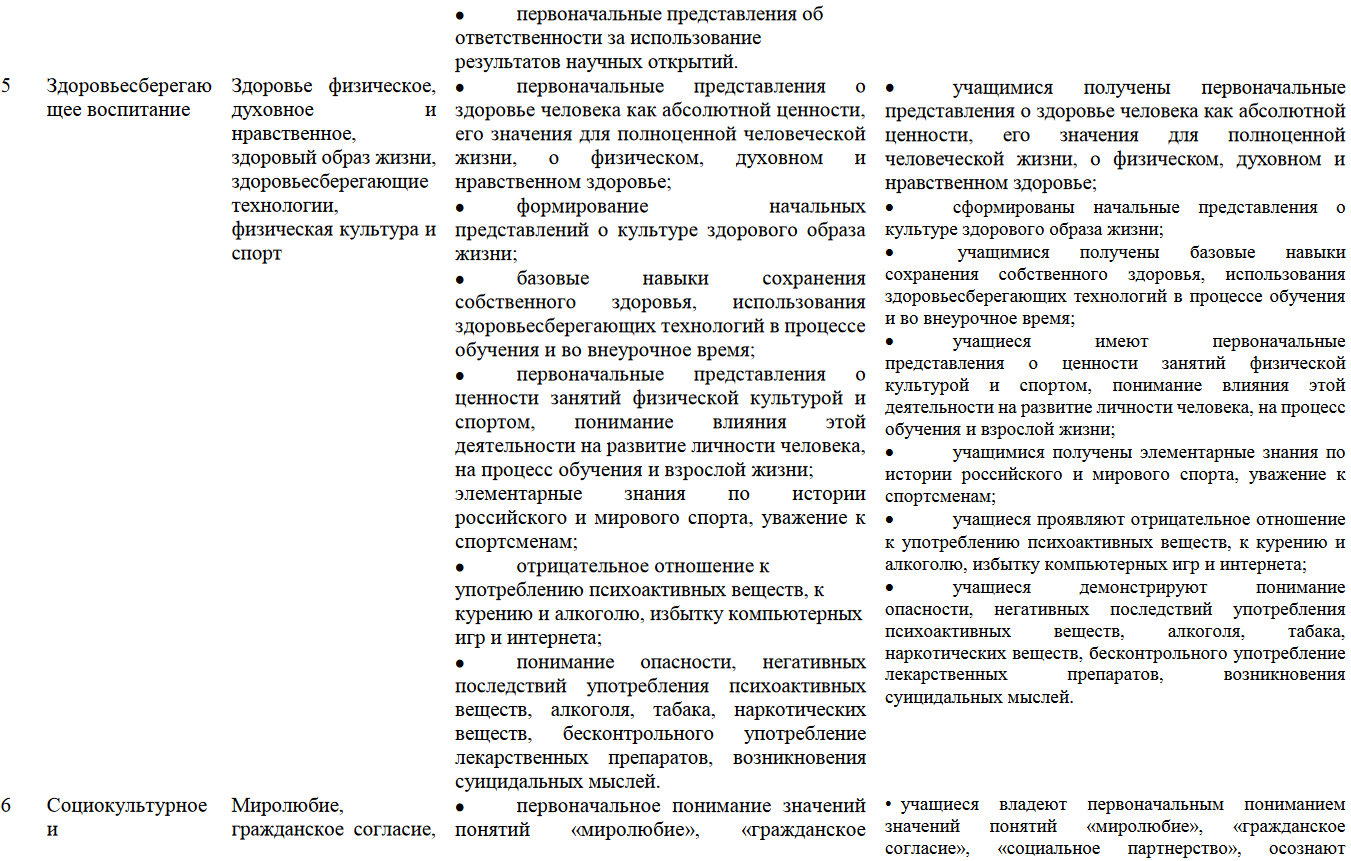 • первоначальные представления об
ответственности за использование
результатов научных открытий.
5
Здоровьесберегаю
щее воспитание
Здоровье физическое,
духовное и
нравственное,
здоровый образ жизни,
здоровьесберегающие
технологии,
физическая культура и
спорт
• первоначальные представления о
здоровье человека как абсолютной ценности,
его значения для полноценной человеческой
жизни, о физическом, духовном и
нравственном здоровье;
• формирование начальных
представлений о культуре здорового образа
жизни;
• базовые навыки сохранения
собственного здоровья, использования
здоровьесберегающих технологий в процессе
обучения и во внеурочное время;
• первоначальные представления о
ценности занятий физической культурой и
спортом, понимание влияния этой
деятельности на развитие личности человека,
на процесс обучения и взрослой жизни;
элементарные знания по истории
российского и мирового спорта, уважение к
спортсменам;
• отрицательное отношение к
употреблению психоактивных веществ, к
курению и алкоголю, избытку компьютерных
игр и интернета;
• понимание опасности, негативных
последствий употребления психоактивных
веществ, алкоголя, табака, наркотических
веществ, бесконтрольного употребление
лекарственных препаратов, возникновения
суицидальных мыслей.
• учащимися получены первоначальные
представления о здоровье человека как абсолютной
ценности, его значения для полноценной
человеческой жизни, о физическом, духовном и
нравственном здоровье;
• сформированы начальные представления о
культуре здорового образа жизни;
• учащимися получены базовые навыки
сохранения собственного здоровья, использования
здоровьесберегающих технологий в процессе обучения
и во внеурочное время;
• учащиеся имеют первоначальные
представления о ценности занятий физической
культурой и спортом, понимание влияния этой
деятельности на развитие личности человека, на процесс
обучения и взрослой жизни;
• учащимися получены элементарные знания по
истории российского и мирового спорта, уважение к
спортсменам;
• учащиеся проявляют отрицательное отношение
к употреблению психоактивных веществ, к курению и
алкоголю, избытку компьютерных игр и интернета;
• учащиеся демонстрируют понимание
опасности, негативных последствий употребления
психоактивных веществ, алкоголя, табака,
наркотических веществ, бесконтрольного употребление
лекарственных препаратов, возникновения
суицидальных мыслей.
6
Социокультурное
и
Миролюбие,
гражданское согласие,
• первоначальное понимание значений
понятий «миролюбие», «гражданское
• учащиеся владеют первоначальным пониманием
значений понятий «миролюбие», «гражданское
согласие», «социальное партнерство», осознают